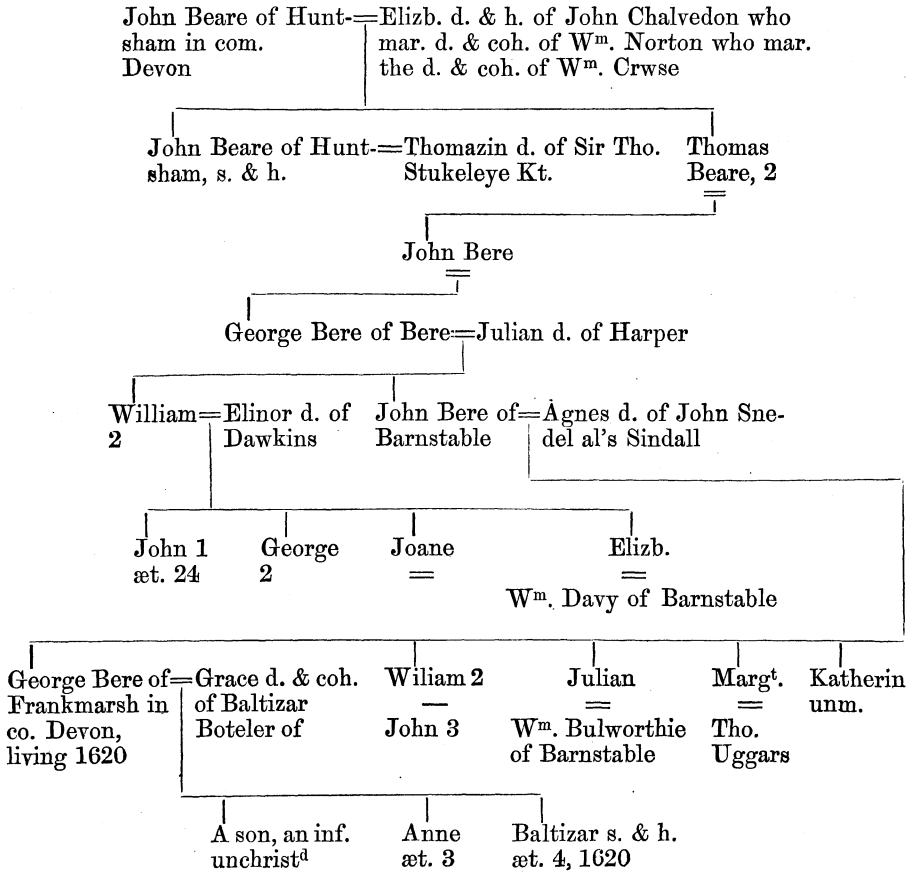 John Beare of Hunt-=Elizb. d. & h. of John Chalvedon who
sham in com. mar. d. & coh. of Wᵐ. Norton who mar.
Devon the d. & coh. of Wᵐ. Crwse
John Beare of Hunt-=Thomazin d. of Sir Tho. Thomas
sham, s. & h. Stukeleye Kt. Beare, 2
=
John Bere
=
George Bere of Bere=Julian d. of Harper
William=Elinor d. of John Bere of=Agnes d. of John Sne-
2 Dawkins Barnstable del al's Sindall
John 1 George Joane Elizb.
æt. 24 2 = =
Wᵐ. Davy of Barnstable
George Bere of=Grace d. & coh. Wiliam 2 Julian Margᵗ. Katherin
Frankmarsh in of Baltizar — = = unm.
co. Devon, Boteler of John 3 Wᵐ. Bulworthie Tho.
living 1620 of Barnstable Uggars
A son, an inf. Anne Baltizar s. & h.
unchristᵈ æt. 3 æt. 4, 1620